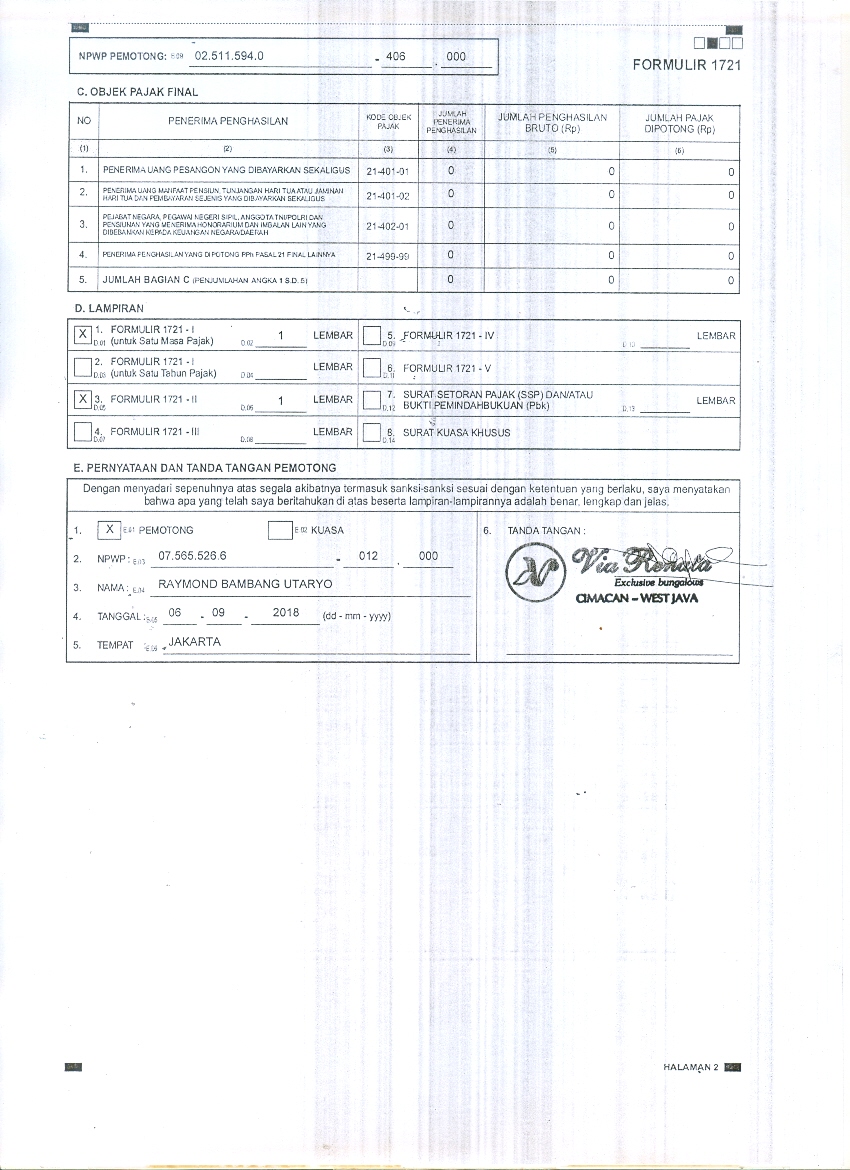 NPWP PEMOTONG: E.09 02.511.594.0 - 406 . 000
FORMULIR 1721
C. OBJEK PAJAK FINAL
NO PENERIMA PENGHASILAN KODE OBJEK PAJAK JUMLAH PENERIMA PENGHASILAN JUMLAH PENGHASILAN BRUTO (Rp) JUMLAH PAJAK DIPOTONG (Rp)
(1) (2) (3) (4) (5) (6)
1. PENERIMA UANG PESANGON YANG DIBAYARKAN SEKALIGUS 21-401-01 0 0 0
2. PENERIMA UANG MANFAAT PENSIUN, TUNJANGAN HARI TUA ATAU JAMINAN
HARI TUA DAN PEMBAYARAN SEJENIS YANG DIBAYARKAN SEKALIGUS 21-401-02 0 0 0
3. PEJABAT NEGARA, PEGAWAI NEGERI SIPIL, ANGGOTA TNI/POLRI DAN
PENSIUNAN YANG MENERIMA HONORARIUM DAN IMBALAN LAIN YANG
DIBEBANKAN KEPADA KEUANGAN NEGARA/DAERAH 21-402-01 0 0 0
4. PENERIMA PENGHASILAN YANG DIPOTONG PPh PASAL 21 FINAL LAINNYA 21-499-99 0 0 0
5. JUMLAH BAGIAN C (PENJUMLAHAN ANGKA 1 S.D. 5) 0 0 0
D. LAMPIRAN
X D.01 1. FORMULIR 1721 - I
(untuk Satu Masa Pajak) D.02 1 LEMBAR
D.09 5. FORMULIR 1721 - IV D.10 LEMBAR
D.03 2. FORMULIR 1721 - I
(untuk Satu Tahun Pajak) D.04 LEMBAR
D.11 6. FORMULIR 1721 - V
X D.05 3. FORMULIR 1721 - II D.06 1 LEMBAR
D.12 7. SURAT SETORAN PAJAK (SSP) DAN/ATAU
BUKTI PEMINDAHBUKUAN (Pbk) D.13 LEMBAR
D.07 4. FORMULIR 1721 - III D.08 LEMBAR
D.14 8. SURAT KUASA KHUSUS
E. PERNYATAAN DAN TANDA TANGAN PEMOTONG
Dengan menyadari sepenuhnya atas segala akibatnya termasuk sanksi-sanksi sesuai dengan ketentuan yang berlaku, saya menyatakan
bahwa apa yang telah saya beritahukan di atas beserta lampiran-lampirannya adalah benar, lengkap dan jelas.
1. X E.01 PEMOTONG E.02 KUASA
2. NPWP : E.03 07.565.526.6 - 012 . 000
3. NAMA : E.04 RAYMOND BAMBANG UTARYO
4. TANGGAL : E.05 06 - 09 - 2018 (dd - mm - yyyy)
5. TEMPAT JAKARTA
6. TANDA TANGAN :
Via Renata
Exclusive bungalows
CIMACAN – WEST JAVA
HALAMAN 2